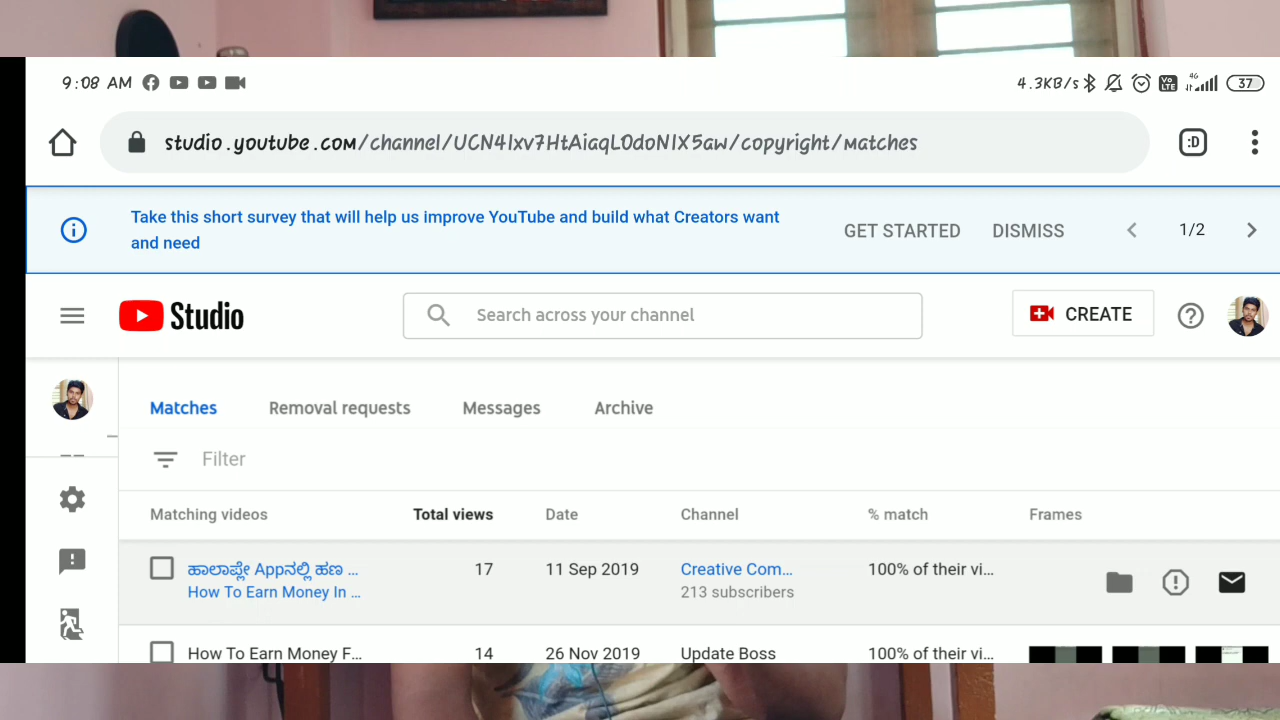 9:08 AM
4.3KB/s 4G Vo LTE 37
studio.youtube.com/channel/UCN4lxv7HtAiaqL0doNlX5aw/copyright/matches :D
Take this short survey that will help us improve YouTube and build what Creators want
and need
GET STARTED DISMISS 1/2
Studio Search across your channel CREATE
Matches Removal requests Messages Archive
Filter
Matching videos Total views Date Channel % match Frames
ಹಾಲಾಪ್ಲೇ Appನಲ್ಲಿ ಹಣ ... 17 11 Sep 2019 Creative Com... 100% of their vi...
How To Earn Money In ... 213 subscribers
How To Earn Money F... 14 26 Nov 2019 Update Boss 100% of their vi...